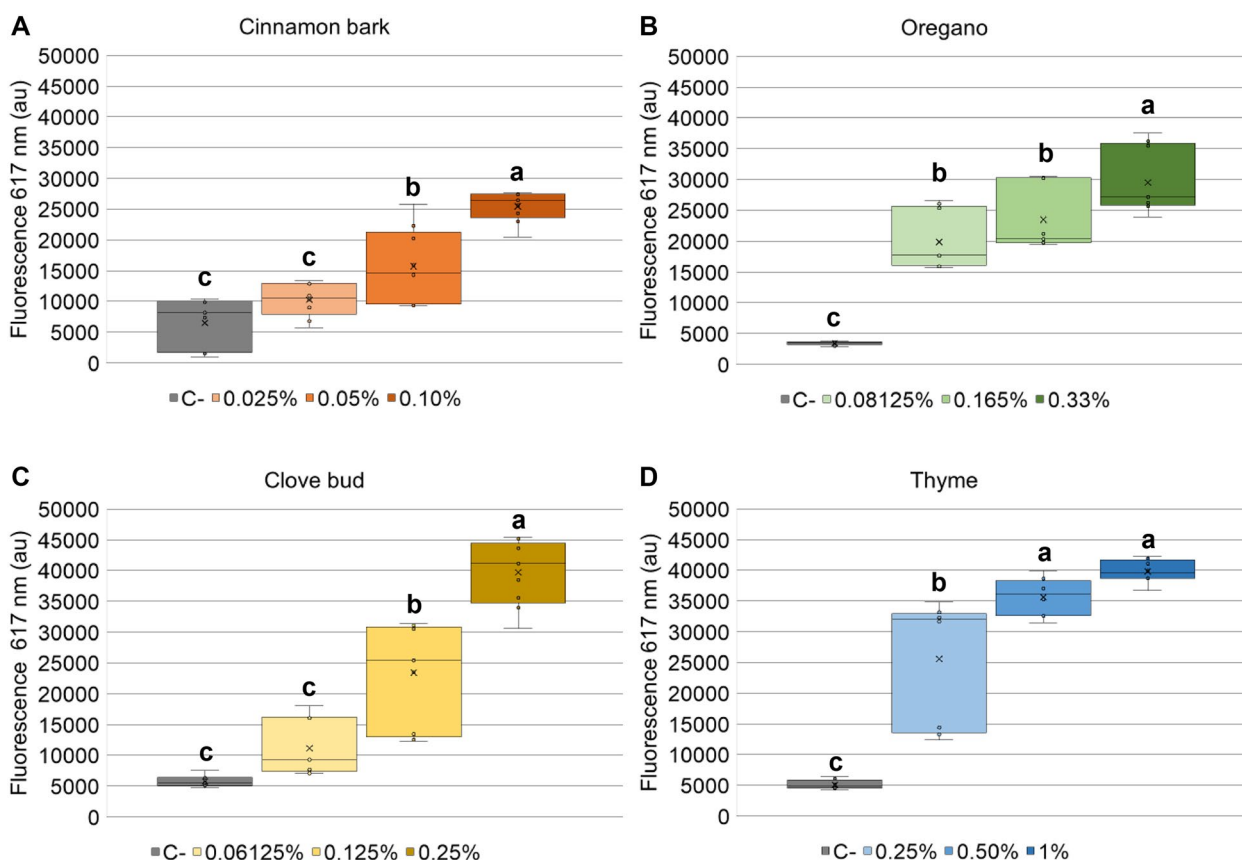 A
Cinnamon bark
Fluorescence 617 nm (au)
50000
45000
40000
35000
30000
25000
20000
15000
10000
5000
0
c
c
b
a
C- 0.025% 0.05% 0.10%
B
Oregano
Fluorescence 617 nm (au)
50000
45000
40000
35000
30000
25000
20000
15000
10000
5000
0
c
b
b
a
C- 0.08125% 0.165% 0.33%
C
Clove bud
Fluorescence 617 nm (au)
50000
45000
40000
35000
30000
25000
20000
15000
10000
5000
0
c
c
b
a
C- 0.06125% 0.125% 0.25%
D
Thyme
Fluorescence 617 nm (au)
50000
45000
40000
35000
30000
25000
20000
15000
10000
5000
0
c
b
a
a
C- 0.25% 0.50% 1%